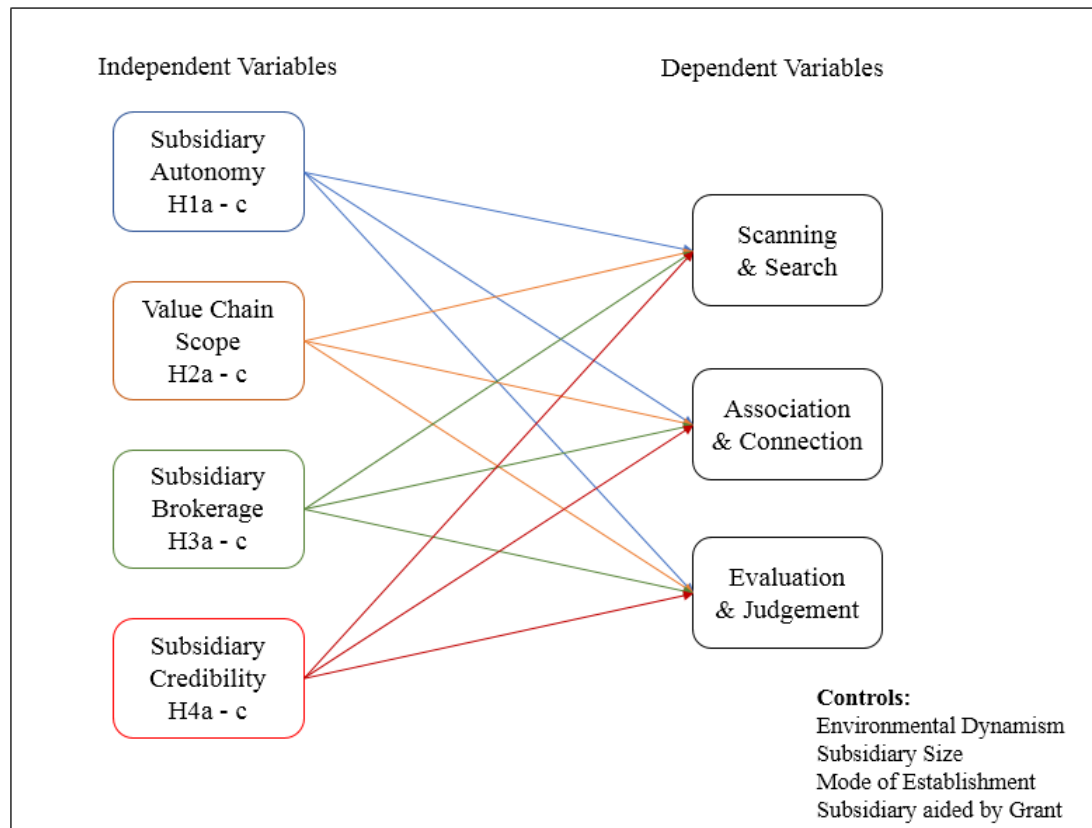 Independent Variables
Dependent Variables
Subsidiary
Autonomy
H1a - c
Value Chain
Scope
H2a - c
Subsidiary
Brokerage
H3a - c
Subsidiary
Credibility
H4a - c
Scanning
& Search
Association
& Connection
Evaluation
& Judgement
Controls:
Environmental Dynamism
Subsidiary Size
Mode of Establishment
Subsidiary aided by Grant